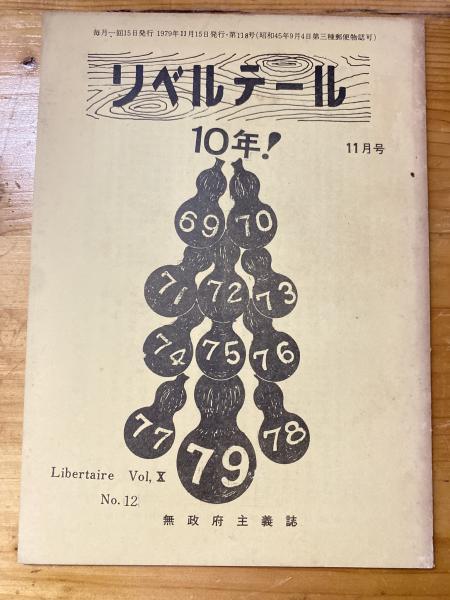 毎月一回15日発行 1979年11月15日発行・第118号(昭和45年9月4日第三種郵便物認可)
リベルテール
10年!
11月号
69 70
71 72 73
74 75 76
77 79 78
Libertaire Vol, X
No. 12
無政府主義誌